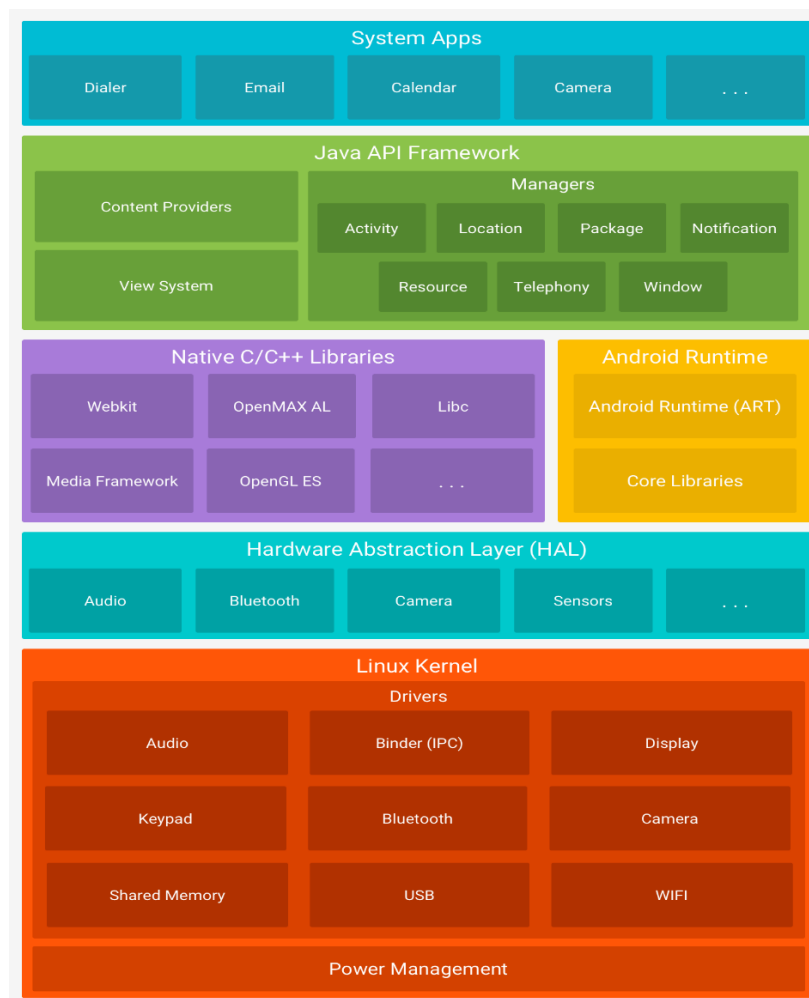 System Apps
Dialer Email Calendar Camera . . .
Java API Framework
Content Providers
View System
Managers
Activity Location Package Notification
Resource Telephony Window
Native C/C++ Libraries
Webkit OpenMAX AL Libc
Media Framework OpenGL ES . . .
Android Runtime
Android Runtime (ART)
Core Libraries
Hardware Abstraction Layer (HAL)
Audio Bluetooth Camera Sensors . . .
Linux Kernel
Drivers
Audio Binder (IPC) Display
Keypad Bluetooth Camera
Shared Memory USB WIFI
Power Management